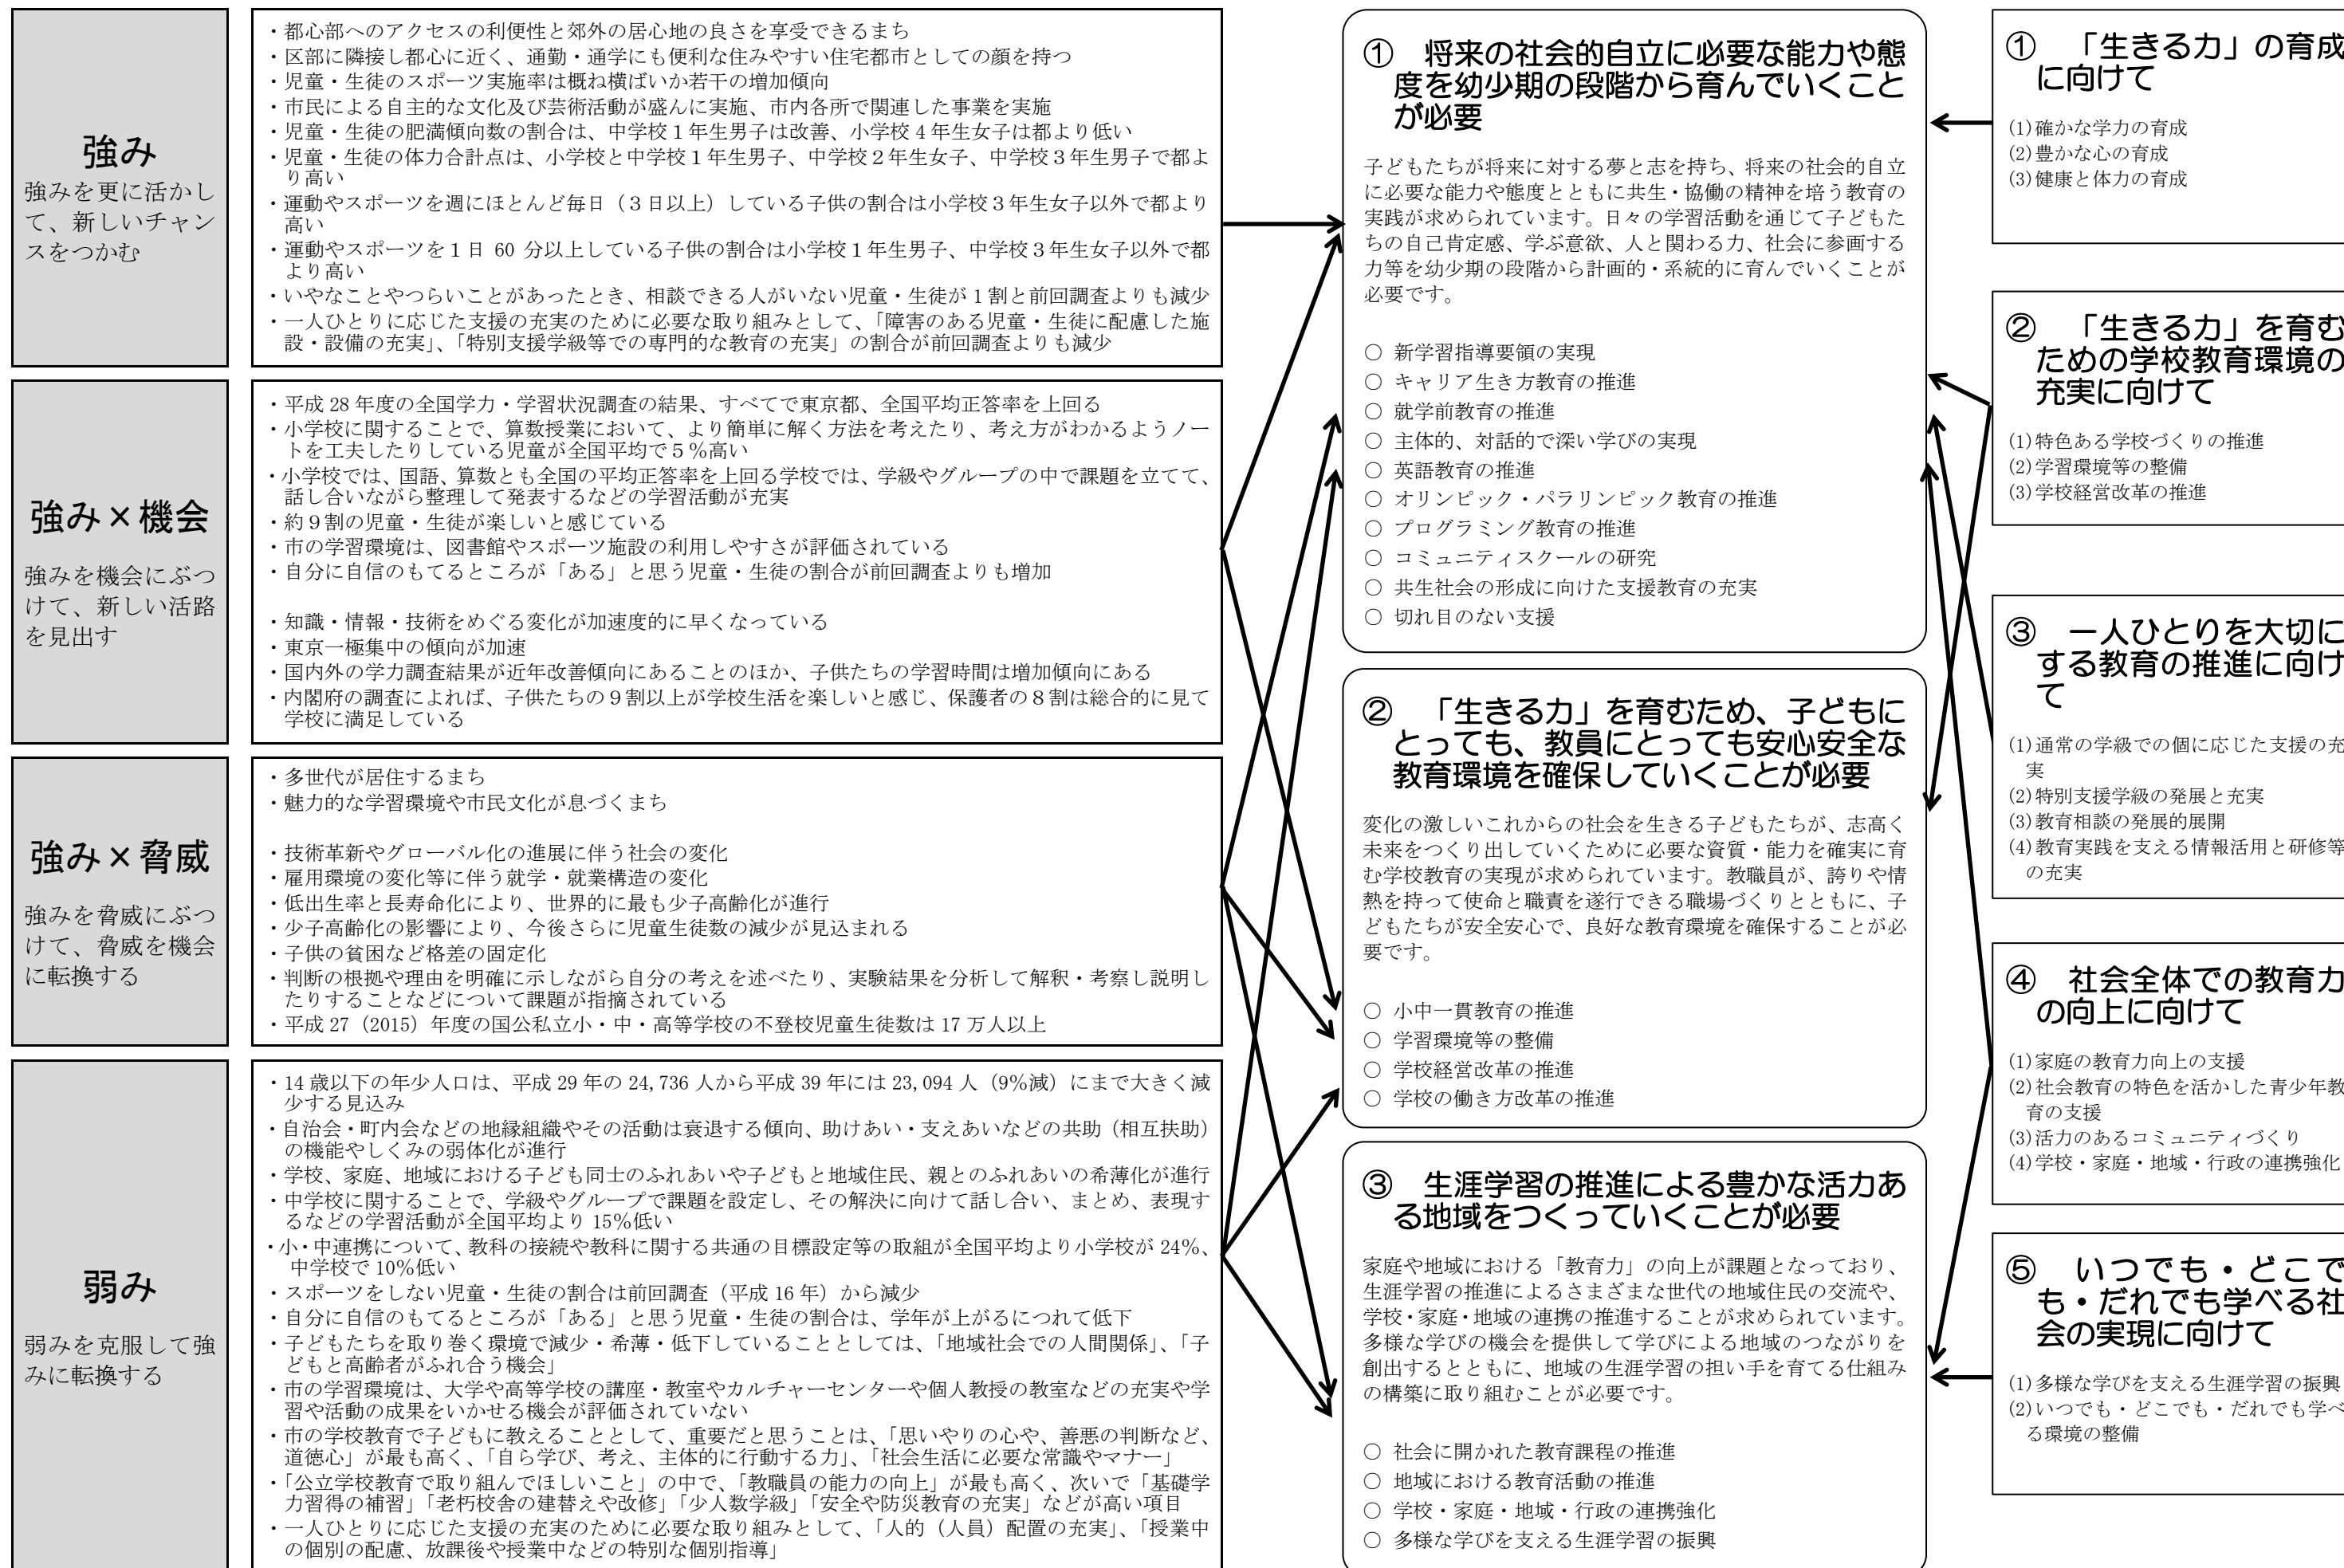 強み
強みを更に活かし
て、新しいチャン
スをつかむ
・都心部へのアクセスの利便性と郊外の居心地の良さを享受できるまち
・区部に隣接し都心に近く、通勤・通学にも便利な住みやすい住宅都市としての顔を持つ
・児童・生徒のスポーツ実施率は概ね横ばいか若干の増加傾向
・市民による自主的な文化及び芸術活動が盛んに実施、市内各所で関連した事業を実施
・児童・生徒の肥満傾向数の割合は、中学校１年生男子は改善、小学校４年生女子は都より低い
・児童・生徒の体力合計点は、小学校と中学校１年生男子、中学校２年生女子、中学校３年生男子で都よ
り高い
・運動やスポーツを週にほとんど毎日（３日以上）している子供の割合は小学校３年生女子以外で都より
高い
・運動やスポーツを１日 60 分以上している子供の割合は小学校１年生男子、中学校３年生女子以外で都
より高い
・いやなことやつらいことがあったとき、相談できる人がいない児童・生徒が１割と前回調査よりも減少
・一人ひとりに応じた支援の充実のために必要な取り組みとして、「障害のある児童・生徒に配慮した施
設・設備の充実」、「特別支援学級等での専門的な教育の充実」の割合が前回調査よりも減少
強み×機会
強みを機会にぶつ
けて、新しい活路
を見出す
・平成 28 年度の全国学力・学習状況調査の結果、すべてで東京都、全国平均正答率を上回る
・小学校に関することで、算数授業において、より簡単に解く方法を考えたり、考え方がわかるようノー
トを工夫したりしている児童が全国平均で５％高い
・小学校では、国語、算数とも全国の平均正答率を上回る学校では、学級やグループの中で課題を立てて、
話し合いながら整理して発表するなどの学習活動が充実
・約９割の児童・生徒が楽しいと感じている
・市の学習環境は、図書館やスポーツ施設の利用しやすさが評価されている
・自分に自信のもてるところが「ある」と思う児童・生徒の割合が前回調査よりも増加
・知識・情報・技術をめぐる変化が加速度的に早くなっている
・東京一極集中の傾向が加速
・国内外の学力調査結果が近年改善傾向にあることのほか、子供たちの学習時間は増加傾向にある
・内閣府の調査によれば、子供たちの９割以上が学校生活を楽しいと感じ、保護者の８割は総合的に見て
学校に満足している
強み×脅威
強みを脅威にぶつ
けて、脅威を機会
に転換する
・多世代が居住するまち
・魅力的な学習環境や市民文化が息づくまち
・技術革新やグローバル化の進展に伴う社会の変化
・雇用環境の変化等に伴う就学・就業構造の変化
・低出生率と長寿命化により、世界的に最も少子高齢化が進行
・少子高齢化の影響により、今後さらに児童生徒数の減少が見込まれる
・子供の貧困など格差の固定化
・判断の根拠や理由を明確に示しながら自分の考えを述べたり、実験結果を分析して解釈・考察し説明し
たりすることなどについて課題が指摘されている
・平成 27（2015）年度の国公私立小・中・高等学校の不登校児童生徒数は 17 万人以上
弱み
弱みを克服して強
みに転換する
・14 歳以下の年少人口は、平成 29 年の 24,736 人から平成 39 年には 23,094 人（9%減）にまで大きく減
少する見込み
・自治会・町内会などの地縁組織やその活動は衰退する傾向、助けあい・支えあいなどの共助（相互扶助）
の機能やしくみの弱体化が進行
・学校、家庭、地域における子ども同士のふれあいや子どもと地域住民、親とのふれあいの希薄化が進行
・中学校に関することで、学級やグループで課題を設定し、その解決に向けて話し合い、まとめ、表現す
るなどの学習活動が全国平均より 15%低い
・小・中連携について、教科の接続や教科に関する共通の目標設定等の取組が全国平均より小学校が 24%、
中学校で 10%低い
・スポーツをしない児童・生徒の割合は前回調査（平成 16 年）から減少
・自分に自信のもてるところが「ある」と思う児童・生徒の割合は、学年が上がるにつれて低下
・子どもたちを取り巻く環境で減少・希薄・低下していることとしては、「地域社会での人間関係」、「子
どもと高齢者がふれ合う機会」
・市の学習環境は、大学や高等学校の講座・教室やカルチャーセンターや個人教授の教室などの充実や学
習や活動の成果をいかせる機会が評価されていない
・市の学校教育で子どもに教えることとして、重要だと思うことは、「思いやりの心や、善悪の判断など、
道徳心」が最も高く、「自ら学び、考え、主体的に行動する力」、「社会生活に必要な常識やマナー」
・「公立学校教育で取り組んでほしいこと」の中で、「教職員の能力の向上」が最も高く、次いで「基礎学
力習得の補習」「老朽校舎の建替えや改修」「少人数学級」「安全や防災教育の充実」などが高い項目
・一人ひとりに応じた支援の充実のために必要な取り組みとして、「人的（人員）配置の充実」、「授業中
の個別の配慮、放課後や授業中などの特別な個別指導」
① 将来の社会的自立に必要な能力や態
度を幼少期の段階から育んでいくこと
が必要
子どもたちが将来に対する夢と志を持ち、将来の社会的自立
に必要な能力や態度とともに共生・協働の精神を培う教育の
実践が求められています。日々の学習活動を通じて子どもた
ちの自己肯定感、学ぶ意欲、人と関わる力、社会に参画する
力等を幼少期の段階から計画的・系統的に育んでいくことが
必要です。
○ 新学習指導要領の実現
○ キャリア生き方教育の推進
○ 就学前教育の推進
○ 主体的、対話的で深い学びの実現
○ 英語教育の推進
○ オリンピック・パラリンピック教育の推進
○ プログラミング教育の推進
○ コミュニティスクールの研究
○ 共生社会の形成に向けた支援教育の充実
○ 切れ目のない支援
② 「生きる力」を育むため、子どもに
とっても、教員にとっても安心安全な
教育環境を確保していくことが必要
変化の激しいこれからの社会を生きる子どもたちが、志高く
未来をつくり出していくために必要な資質・能力を確実に育
む学校教育の実現が求められています。教職員が、誇りや情
熱を持って使命と職責を遂行できる職場づくりとともに、子
どもたちが安全安心で、良好な教育環境を確保することが必
要です。
○ 小中一貫教育の推進
○ 学習環境等の整備
○ 学校経営改革の推進
○ 学校の働き方改革の推進
③ 生涯学習の推進による豊かな活力あ
る地域をつくっていくことが必要
家庭や地域における「教育力」の向上が課題となっており、
生涯学習の推進によるさまざまな世代の地域住民の交流や、
学校・家庭・地域の連携の推進することが求められています。
多様な学びの機会を提供して学びによる地域のつながりを
創出するとともに、地域の生涯学習の担い手を育てる仕組み
の構築に取り組むことが必要です。
○ 社会に開かれた教育課程の推進
○ 地域における教育活動の推進
○ 学校・家庭・地域・行政の連携強化
○ 多様な学びを支える生涯学習の振興
① 「生きる力」の育成
に向けて
(1)確かな学力の育成
(2)豊かな心の育成
(3)健康と体力の育成
② 「生きる力」を育む
ための学校教育環境の
充実に向けて
(1)特色ある学校づくりの推進
(2)学習環境等の整備
(3)学校経営改革の推進
③ 一人ひとりを大切に
する教育の推進に向け
て
(1)通常の学級での個に応じた支援の充
実
(2)特別支援学級の発展と充実
(3)教育相談の発展的展開
(4)教育実践を支える情報活用と研修等
の充実
④ 社会全体での教育力
の向上に向けて
(1)家庭の教育力向上の支援
(2)社会教育の特色を活かした青少年教
育の支援
(3)活力のあるコミュニティづくり
(4)学校・家庭・地域・行政の連携強化
⑤ いつでも・どこで
も・だれでも学べる社
会の実現に向けて
(1)多様な学びを支える生涯学習の振興
(2)いつでも・どこでも・だれでも学べ
る環境の整備